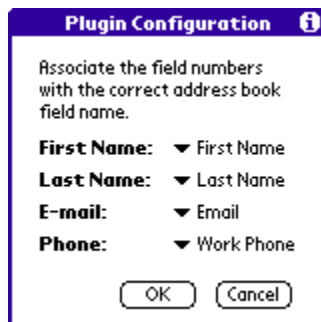 Plugin Configuration i
Associate the field numbers
with the correct address book
field name.
First Name: First Name
Last Name: Last Name
E-mail: Email
Phone: Work Phone
OK Cancel